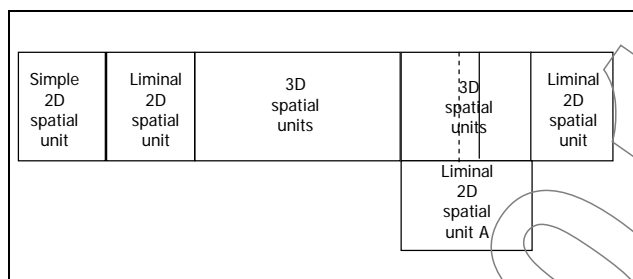 Simple
2D
spatial
unit
Liminal
2D
spatial
unit
3D
spatial
units
3D
spatial
units
Liminal
2D
spatial
unit
Liminal
2D
spatial
unit A